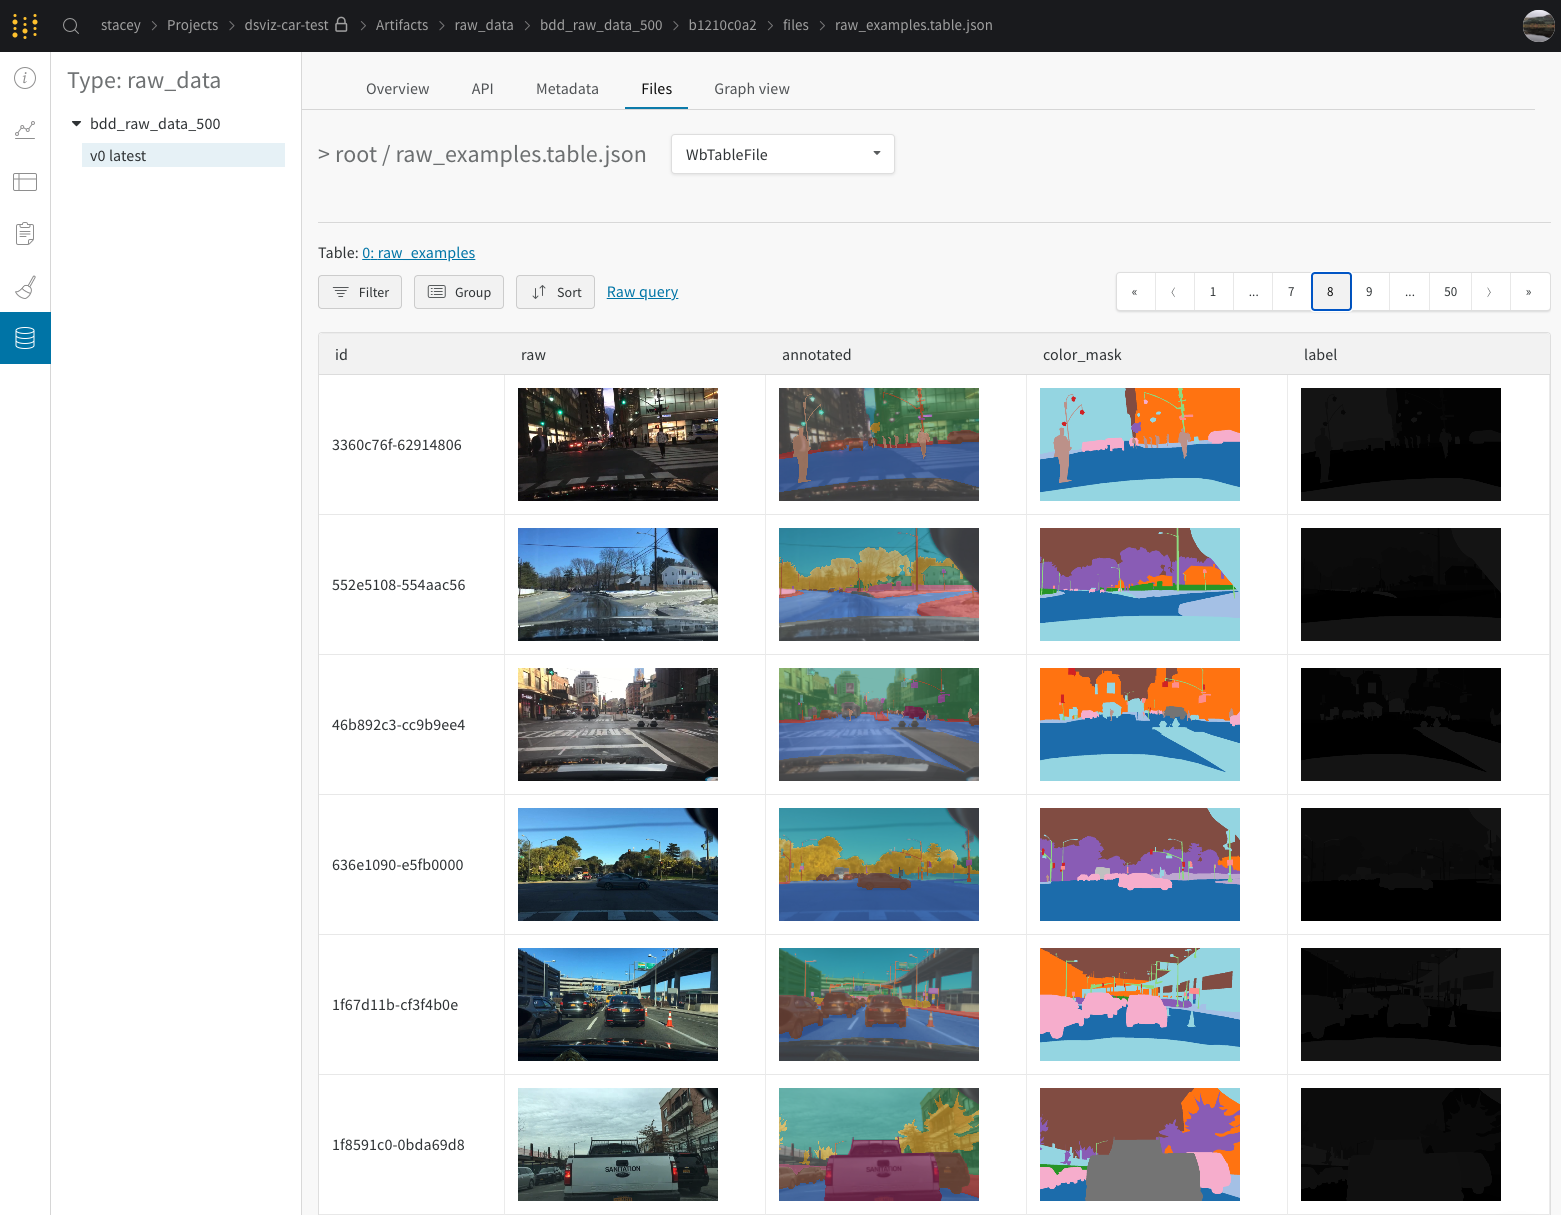 stacey > Projects > dsviz-car-test > Artifacts > raw_data > bdd_raw_data_500 > b1210c0a2 > files > raw_examples.table.json
Type: raw_data
bdd_raw_data_500
v0 latest
Overview API Metadata Files Graph view
> root / raw_examples.table.json WbTableFile
Table: 0: raw_examples
Filter Group Sort Raw query « ‹ 1 ... 7 8 9 ... 50 › »
id raw annotated color_mask label
3360c76f-62914806
552e5108-554aac56
46b892c3-cc9b9ee4
636e1090-e5fb0000
1f67d11b-cf3f4b0e
1f8591c0-0bda69d8
SANITATION
SANITATION